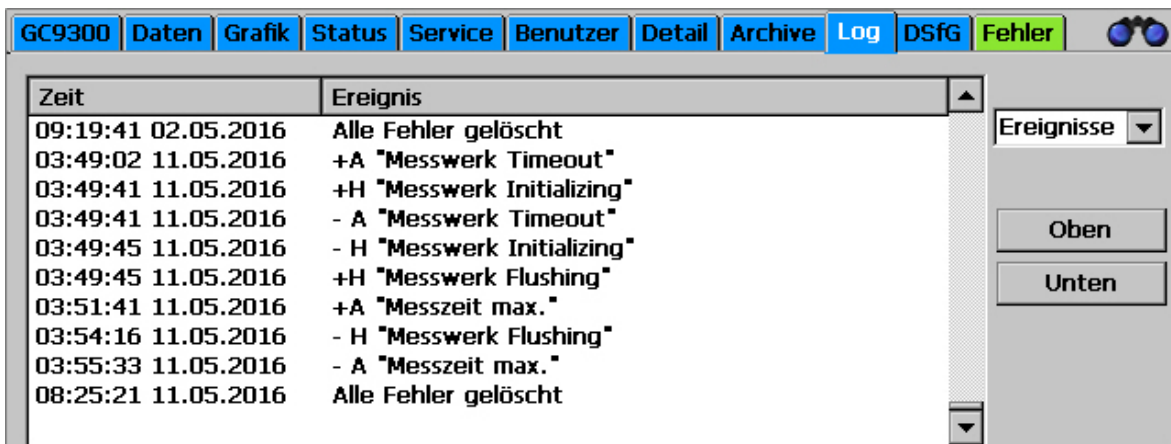 GC9300 Daten Grafik Status Service Benutzer Detail Archive Log DSfG Fehler
Zeit Ereignis
09:19:41 02.05.2016 Alle Fehler gelöscht
03:49:02 11.05.2016 +A "Messwerk Timeout"
03:49:41 11.05.2016 +H "Messwerk Initializing"
03:49:41 11.05.2016 - A "Messwerk Timeout"
03:49:45 11.05.2016 - H "Messwerk Initializing"
03:49:45 11.05.2016 +H "Messwerk Flushing"
03:51:41 11.05.2016 +A "Messzeit max."
03:54:16 11.05.2016 - H "Messwerk Flushing"
03:55:33 11.05.2016 - A "Messzeit max."
08:25:21 11.05.2016 Alle Fehler gelöscht
Ereignisse
Oben
Unten